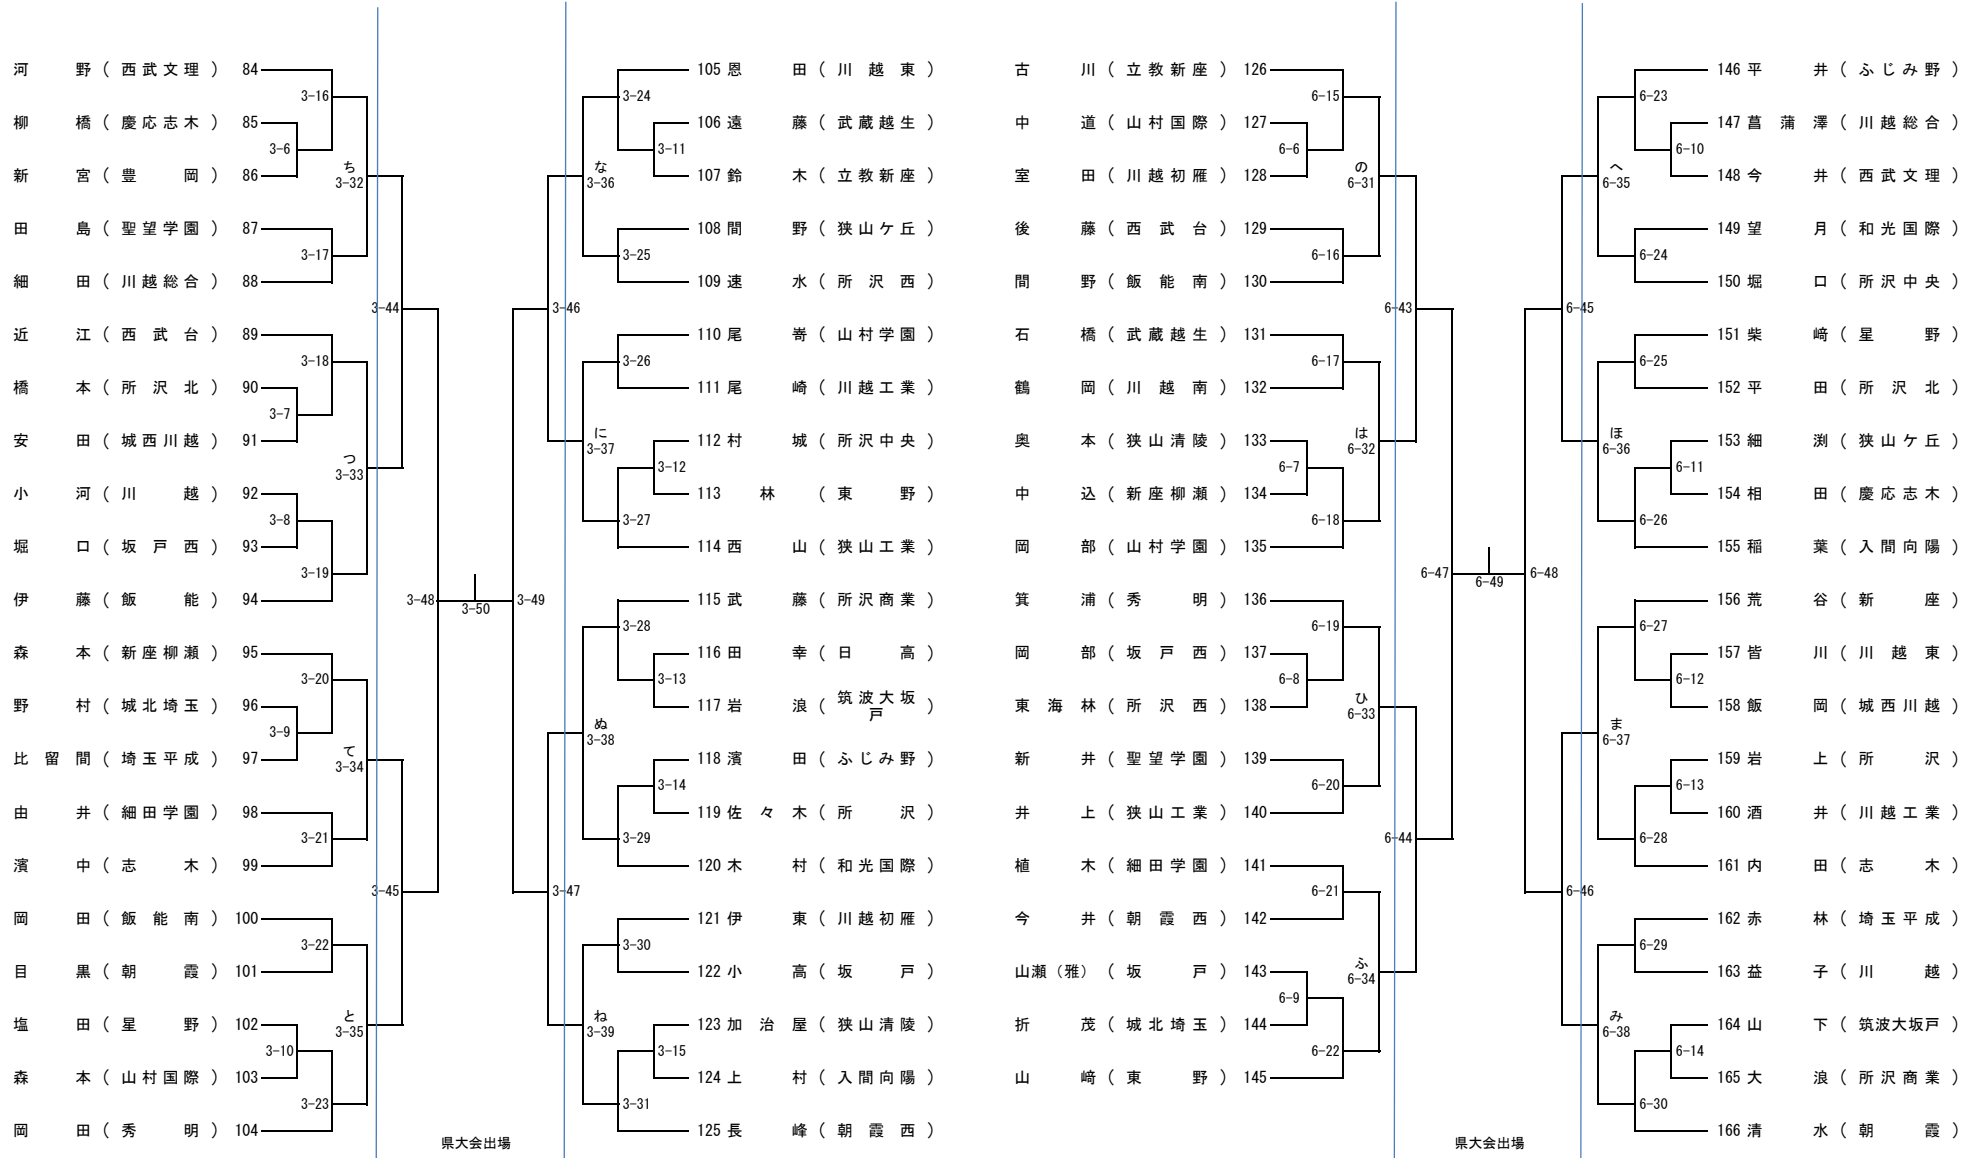 河野（西武文理）84
3-16
柳橋（慶応志木）85
3-6
新宮（豊岡）86
ち
3-32
田島（聖望学園）87
3-17
細田（川越総合）88
3-44
近江（西武台）89
3-18
橋本（所沢北）90
3-7
安田（城西川越）91
つ
3-33
小河（川越）92
3-8
堀口（坂戸西）93
3-19
伊藤（飯能）94
3-48
3-50
森本（新座柳瀬）95
3-20
野村（城北埼玉）96
3-9
比留間（埼玉平成）97
て
3-34
由井（細田学園）98
3-21
濱中（志木）99
3-45
岡田（飯能南）100
3-22
目黒（朝霞）101
塩田（星野）102
と
3-35
3-10
森本（山村国際）103
3-23
岡田（秀明）104
県大会出場
105 恩田（川越東）
3-24
106 遠藤（武蔵越生）
3-11
107 鈴木（立教新座）
な
3-36
108 間野（狭山ケ丘）
3-25
109 速水（所沢西）
3-46
110 尾嵜（山村学園）
3-26
111 尾崎（川越工業）
112 村城（所沢中央）
に
3-37
3-12
113 林（東野）
3-27
114 西山（狭山工業）
3-49
115 武藤（所沢商業）
3-28
116 田幸（日高）
3-13
117 岩浪（筑波大坂戸）
ぬ
3-38
118 濱田（ふじみ野）
3-14
119 佐々木（所沢）
3-29
120 木村（和光国際）
3-47
121 伊東（川越初雁）
3-30
122 小高（坂戸）
123 加治屋（狭山清陵）
ね
3-39
3-15
124 上村（入間向陽）
3-31
125 長峰（朝霞西）
古川（立教新座）126
6-15
中道（山村国際）127
6-6
室田（川越初雁）128
の
6-31
後藤（西武台）129
6-16
間野（飯能南）130
6-43
石橋（武蔵越生）131
6-17
鶴岡（川越南）132
奥本（狭山清陵）133
は
6-32
6-7
中込（新座柳瀬）134
6-18
岡部（山村学園）135
6-47
6-49
箕浦（秀明）136
6-19
岡部（坂戸西）137
6-8
東海林（所沢西）138
ひ
6-33
新井（聖望学園）139
6-20
井上（狭山工業）140
6-44
植木（細田学園）141
6-21
今井（朝霞西）142
山瀬（雅）（坂戸）143
ふ
6-34
6-9
折茂（城北埼玉）144
6-22
山﨑（東野）145
県大会出場
146 平井（ふじみ野）
6-23
147 菖蒲澤（川越総合）
6-10
148 今井（西武文理）
へ
6-35
149 望月（和光国際）
6-24
150 堀口（所沢中央）
6-45
151 柴﨑（星野）
6-25
152 平田（所沢北）
153 細渕（狭山ケ丘）
ほ
6-36
6-11
154 相田（慶応志木）
6-26
155 稲葉（入間向陽）
6-48
156 荒谷（新座）
6-27
157 皆川（川越東）
6-12
158 飯岡（城西川越）
ま
6-37
159 岩上（所沢）
6-13
160 酒井（川越工業）
6-28
161 内田（志木）
6-46
162 赤林（埼玉平成）
6-29
163 益子（川越）
164 山下（筑波大坂戸）
み
6-38
6-14
165 大浪（所沢商業）
6-30
166 清水（朝霞）